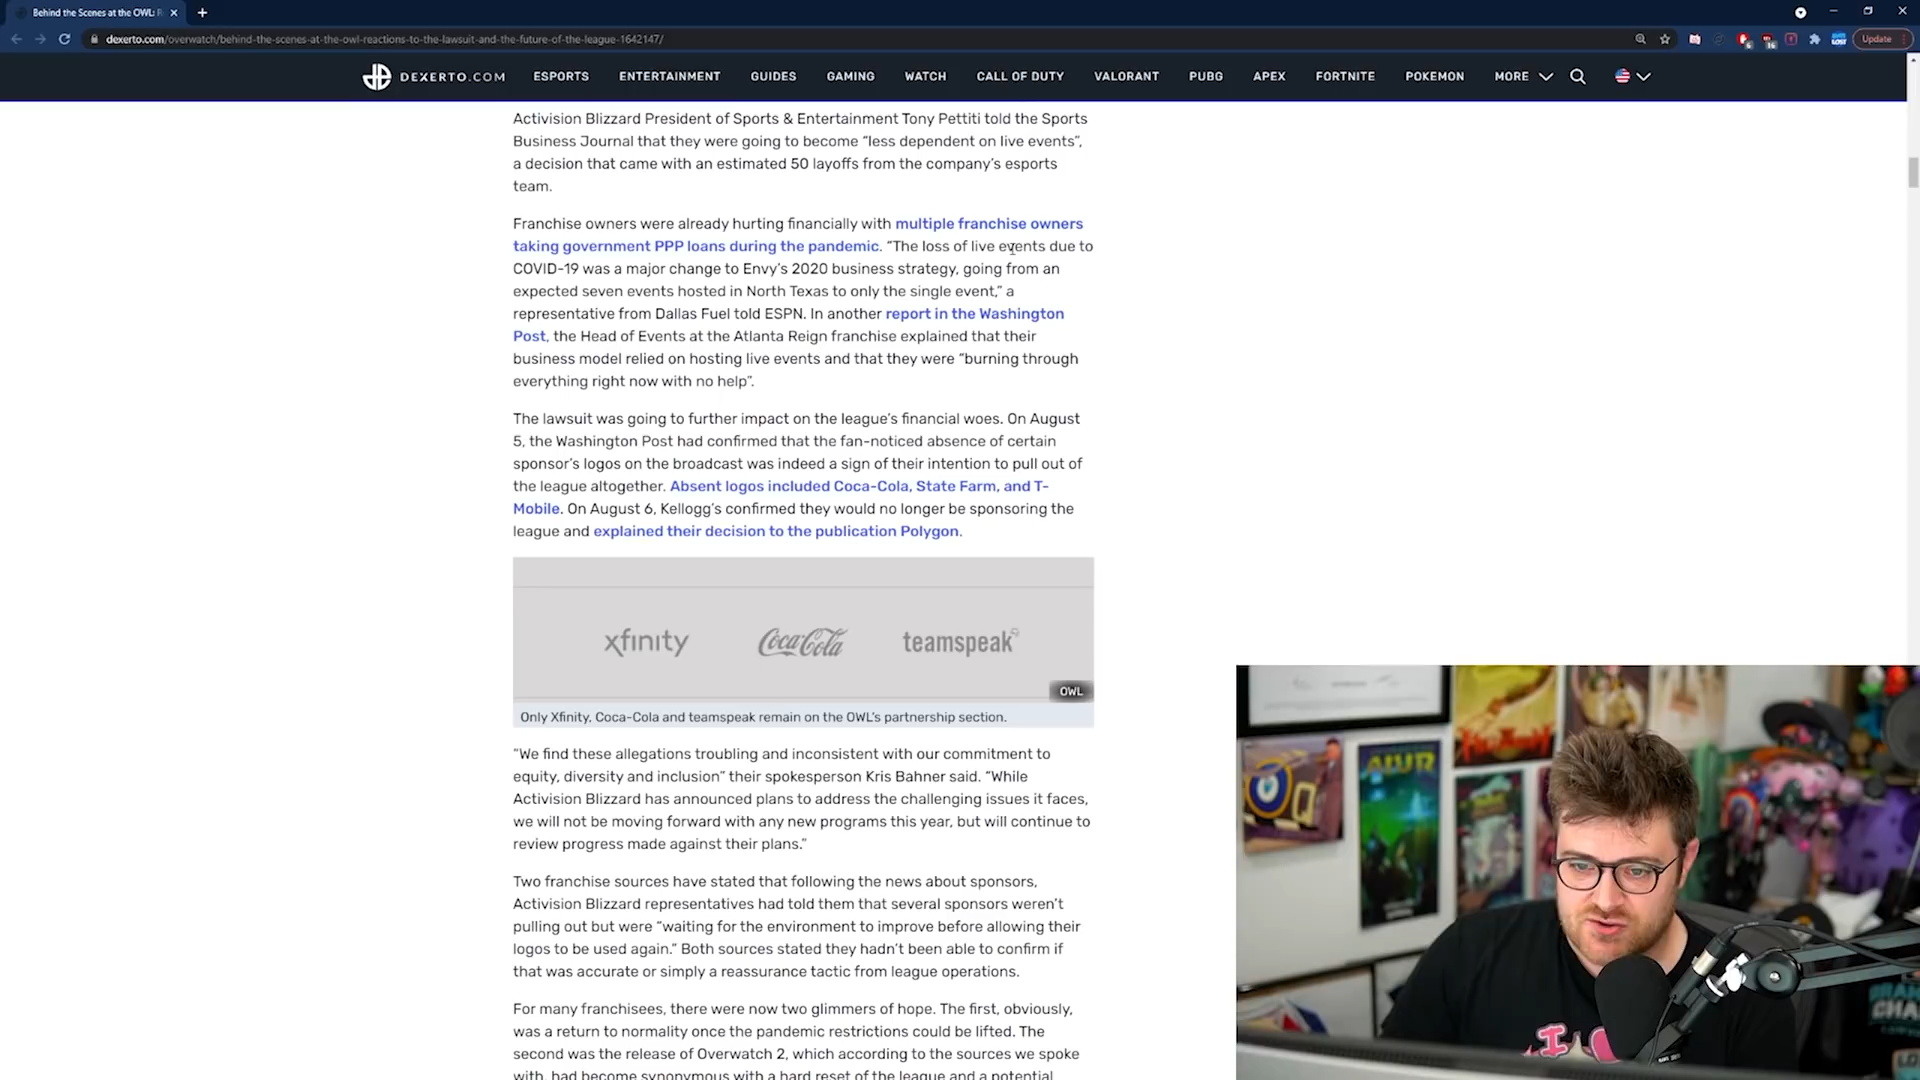 Behind the Scenes at the OWL: R
dexerto.com/overwatch/behind-the-scenes-at-the-owl-reactions-to-the-lawsuit-and-the-future-of-the-league-1642147/
Update
DEXERTO.COM ESPORTS ENTERTAINMENT GUIDES GAMING WATCH CALL OF DUTY VALORANT PUBG APEX FORTNITE POKEMON MORE
Activision Blizzard President of Sports & Entertainment Tony Pettiti told the Sports
Business Journal that they were going to become “less dependent on live events”,
a decision that came with an estimated 50 layoffs from the company’s esports
team.
Franchise owners were already hurting financially with multiple franchise owners
taking government PPP loans during the pandemic. “The loss of live events due to
COVID-19 was a major change to Envy’s 2020 business strategy, going from an
expected seven events hosted in North Texas to only the single event,” a
representative from Dallas Fuel told ESPN. In another report in the Washington
Post, the Head of Events at the Atlanta Reign franchise explained that their
business model relied on hosting live events and that they were “burning through
everything right now with no help”.
The lawsuit was going to further impact on the league’s financial woes. On August
5, the Washington Post had confirmed that the fan-noticed absence of certain
sponsor’s logos on the broadcast was indeed a sign of their intention to pull out of
the league altogether. Absent logos included Coca-Cola, State Farm, and T-
Mobile. On August 6, Kellogg’s confirmed they would no longer be sponsoring the
league and explained their decision to the publication Polygon.
xfinity Coca-Cola teamspeak
OWL
Only Xfinity, Coca-Cola and teamspeak remain on the OWL’s partnership section.
“We find these allegations troubling and inconsistent with our commitment to
equity, diversity and inclusion” their spokesperson Kris Bahner said. “While
Activision Blizzard has announced plans to address the challenging issues it faces,
we will not be moving forward with any new programs this year, but will continue to
review progress made against their plans.”
Two franchise sources have stated that following the news about sponsors,
Activision Blizzard representatives had told them that several sponsors weren’t
pulling out but were “waiting for the environment to improve before allowing their
logos to be used again.” Both sources stated they hadn’t been able to confirm if
that was accurate or simply a reassurance tactic from league operations.
For many franchisees, there were now two glimmers of hope. The first, obviously,
was a return to normality once the pandemic restrictions could be lifted. The
second was the release of Overwatch 2, which according to the sources we spoke
with, had become synonymous with a hard reset of the league and a potential